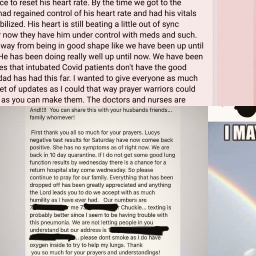 ce to reset his heart rate. By the time we got to the
had regained control of his heart rate and had his vitals
bilized. His heart is still beating a little out of sinc
now they have him under control with meds and such.
way from being in good shape like we have been up until
He has been doing really well up until now. We have been
es that intubated Covid patients don't have the good
dad has had this far. I wanted to give everyone as much
et of updates as I could that way prayer warriors could
as you can make them. The doctors and nurses are
And!!! You can share this with your husbands friends...
family whomever!
First thank you all so much for your prayers. Lucys
negative test results for Saturday have now comes back
positive. She has no symptoms as of right now. We are
back in 10 day quarantine. If I do not get some good lung
function results by wednesday there is a chance for a
return hospital stay come wednesday. So please
continue to pray for our family. Everything that has been
dropped off has been greatly appreciated and anything
the Lord leads you to do we accept with as much
humility as I have ever had. Our numbers are
me 7 Chuckie... texting is
probably better since I seem to be having trouble with
this pneumonia. We are not letting people in you
understand but our address is
please dont smoke as I do have
oxygen inside to try to help my lungs. Thank
you so much for your prayers and understandings!
I MAY